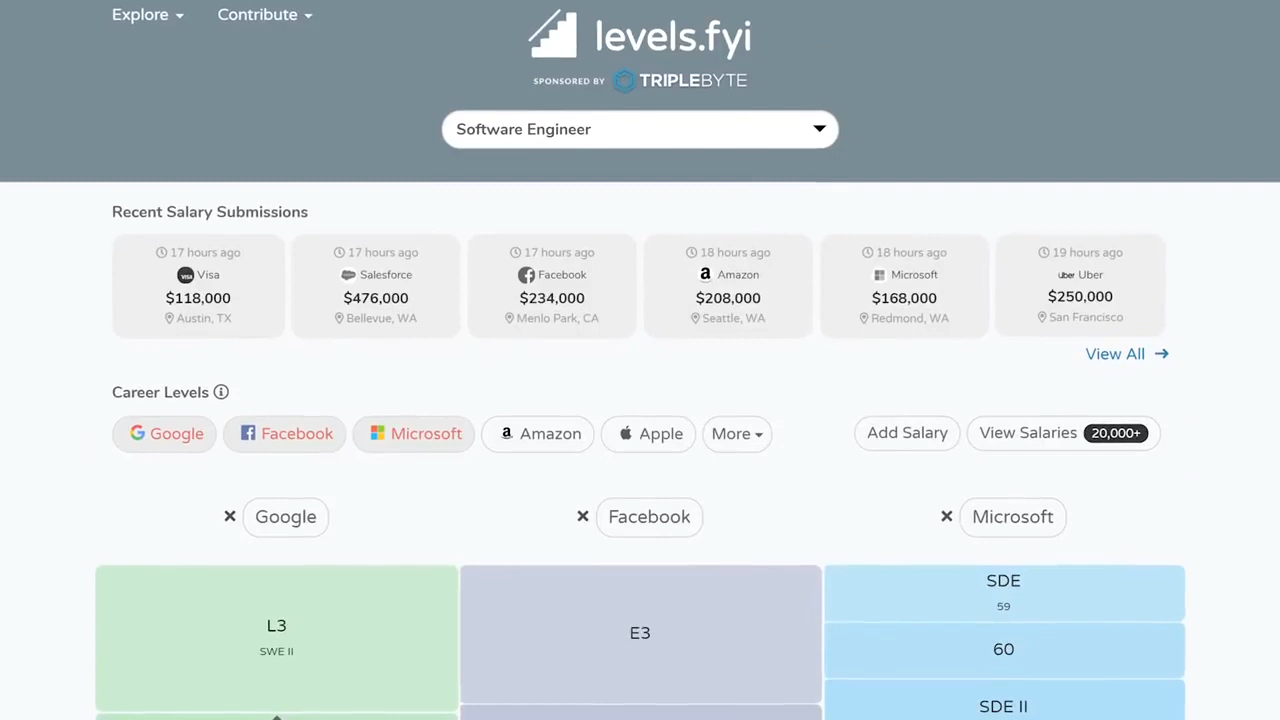 Explore Contribute
levels.fyi
SPONSORED BY TRIPLEBYTE
Software Engineer
Recent Salary Submissions
17 hours ago 17 hours ago 17 hours ago 18 hours ago 18 hours ago 19 hours ago
VISA Visa Salesforce Facebook Amazon Microsoft Uber Uber
$118,000 $476,000 $234,000 $208,000 $168,000 $250,000
Austin, TX Bellevue, WA Menlo Park, CA Seattle, WA Redmond, WA San Francisco
View All
Career Levels
Google Facebook Microsoft Amazon Apple More Add Salary View Salaries 20,000+
Google Facebook Microsoft
L3
SWE II
E3
SDE
59
60
SDE II